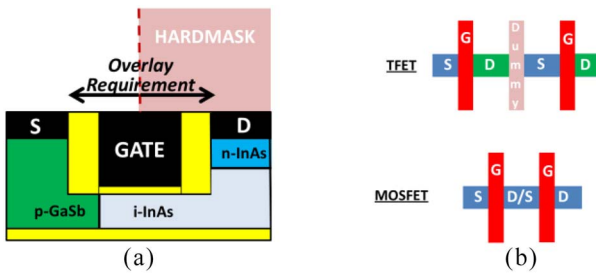 HARDMASK
Overlay
Requirement
S
D
GATE
n-InAs
p-GaSb
i-InAs
(a)
G
Dummy
G
TFET
S
D
S
D
G
G
MOSFET
S
D/S
D
(b)